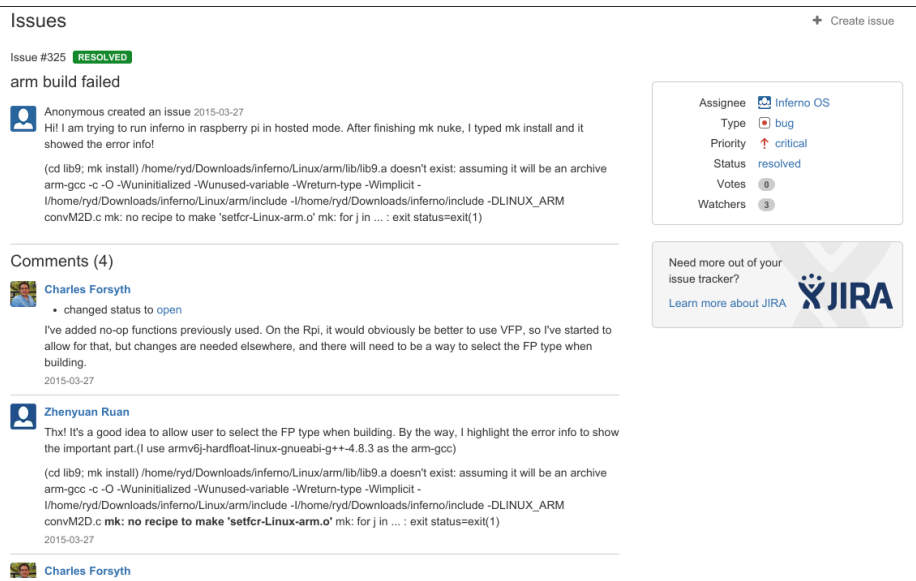 Issues
+ Create issue
Issue #325 RESOLVED
arm build failed
Anonymous created an issue 2015-03-27
Hi! I am trying to run inferno in raspberry pi in hosted mode. After finishing mk nuke, I typed mk install and it
showed the error info!
(cd lib9; mk install) /home/ryd/Downloads/inferno/Linux/arm/lib/lib9.a doesn't exist: assuming it will be an archive
arm-gcc -c -O -Wuninitialized -Wunused-variable -Wreturn-type -Wimplicit -
I/home/ryd/Downloads/inferno/Linux/arm/include -I/home/ryd/Downloads/inferno/include -DLINUX_ARM
convM2D.c mk: no recipe to make 'setfcr-Linux-arm.o' mk: for j in ... : exit status=exit(1)
Comments (4)
Charles Forsyth
• changed status to open
I've added no-op functions previously used. On the Rpi, it would obviously be better to use VFP, so I've started to
allow for that, but changes are needed elsewhere, and there will need to be a way to select the FP type when
building.
2015-03-27
Zhenyuan Ruan
Thx! It's a good idea to allow user to select the FP type when building. By the way, I highlight the error info to show
the important part.(I use armv6j-hardfloat-linux-gnueabi-g++-4.8.3 as the arm-gcc)
(cd lib9; mk install) /home/ryd/Downloads/inferno/Linux/arm/lib/lib9.a doesn't exist: assuming it will be an archive
arm-gcc -c -O -Wuninitialized -Wunused-variable -Wreturn-type -Wimplicit -
I/home/ryd/Downloads/inferno/Linux/arm/include -I/home/ryd/Downloads/inferno/include -DLINUX_ARM
convM2D.c mk: no recipe to make 'setfcr-Linux-arm.o' mk: for j in ... : exit status=exit(1)
2015-03-27
Charles Forsyth
Assignee Inferno OS
Type bug
Priority critical
Status resolved
Votes 0
Watchers 3
Need more out of your
issue tracker?
Learn more about JIRA
JIRA